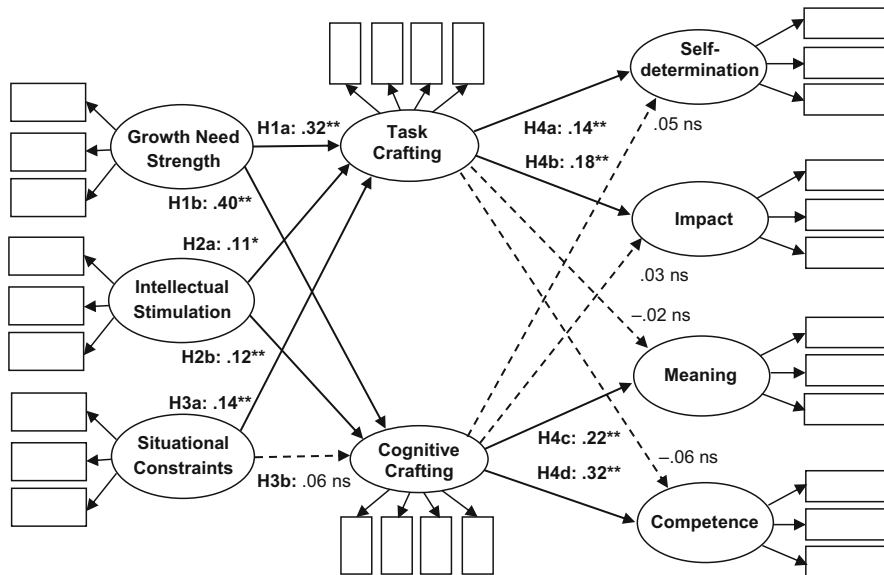 Growth Need
Strength
Intellectual
Stimulation
Situational
Constraints
H1a: .32**
H1b: .40**
H2a: .11*
H2b: .12**
H3a: .14**
H3b: .06 ns
Task
Crafting
Cognitive
Crafting
H4a: .14**
H4b: .18**
.05 ns
.03 ns
–.02 ns
H4c: .22**
H4d: .32**
–.06 ns
Self-
determination
Impact
Meaning
Competence